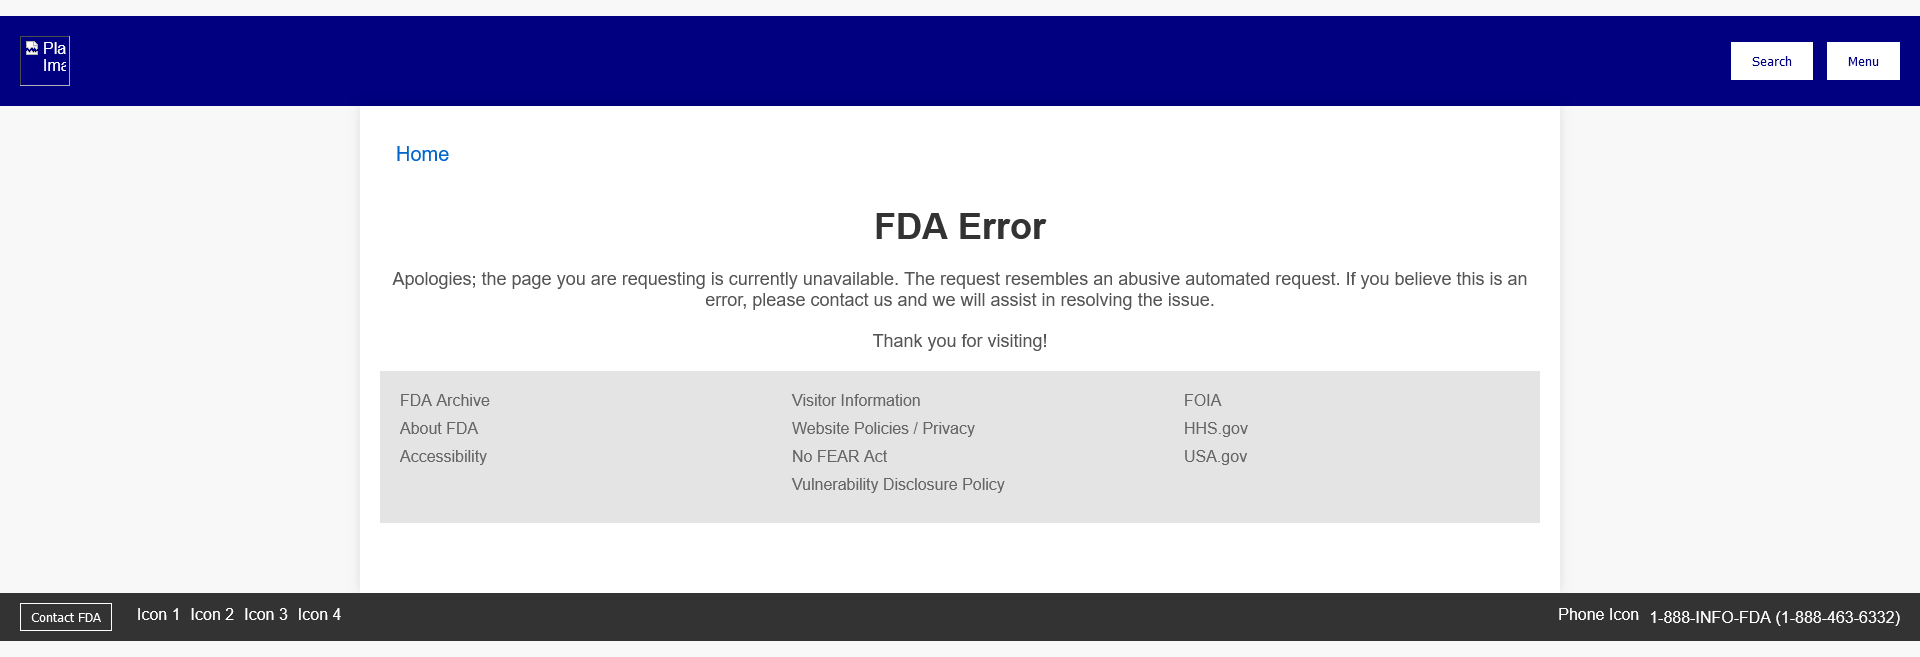 Pla
Ima
Search
Menu
Home
FDA Error
Apologies; the page you are requesting is currently unavailable. The request resembles an abusive automated request. If you believe this is an
error, please contact us and we will assist in resolving the issue.
Thank you for visiting!
FDA Archive
About FDA
Accessibility
Visitor Information
Website Policies / Privacy
No FEAR Act
Vulnerability Disclosure Policy
FOIA
HHS.gov
USA.gov
Contact FDA
Icon 1 Icon 2 Icon 3 Icon 4
Phone Icon 1-888-INFO-FDA (1-888-463-6332)